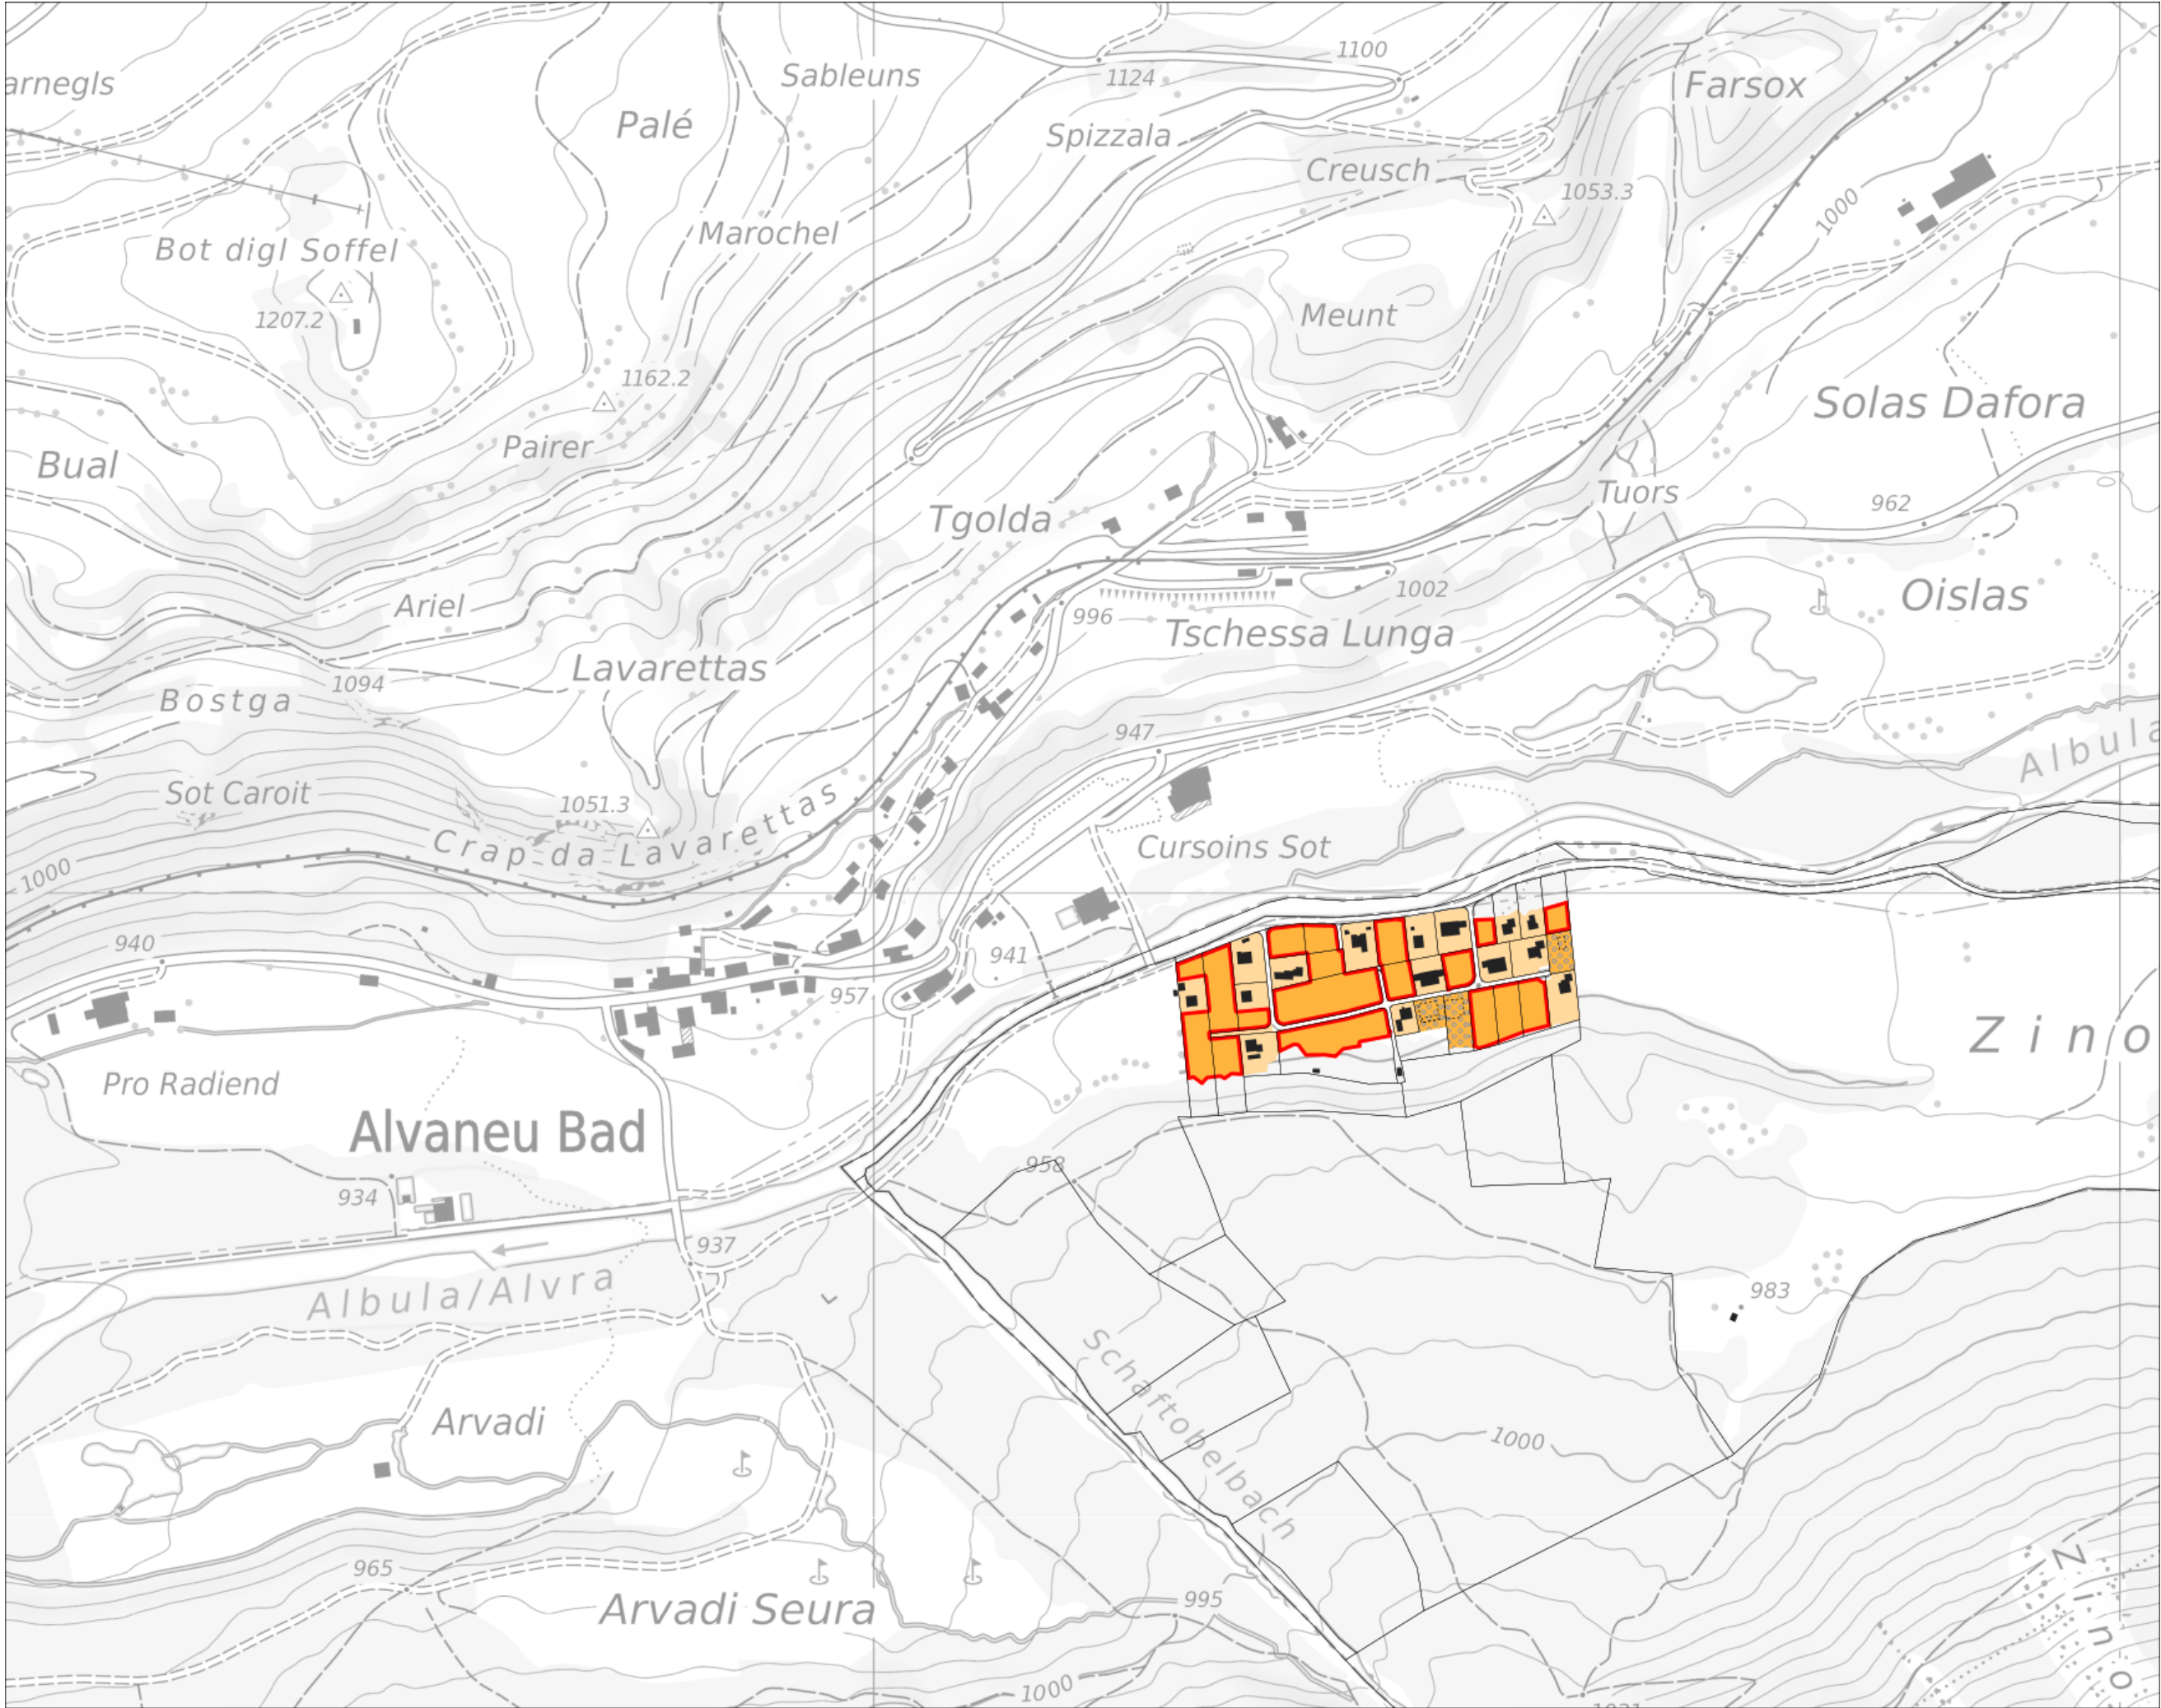 1100
Sableuns
1124
Farsox
arnegls
Palé
Spizzala
Creusch
1053.3
1000
Marochel
Bot digl Soffel
1207.2
Meunt
1162.2
Solas Dafora
Pairer
Bual
Tuors
962
Tgolda
1002
Oislas
Ariel
996
Tschessa Lunga
Lavarettas
1094
Bostga
947
Albula
Sot Caroit
1051.3
Crap da Lavarettas
Cursoins Sot
1000
940
941
957
Zino
Pro Radiend
Alvaneu Bad
958
934
937
Albula/Alvra
983
Schaftobelbach
Arvadi
1000
965
Arvadi Seura
995
Zino
1000